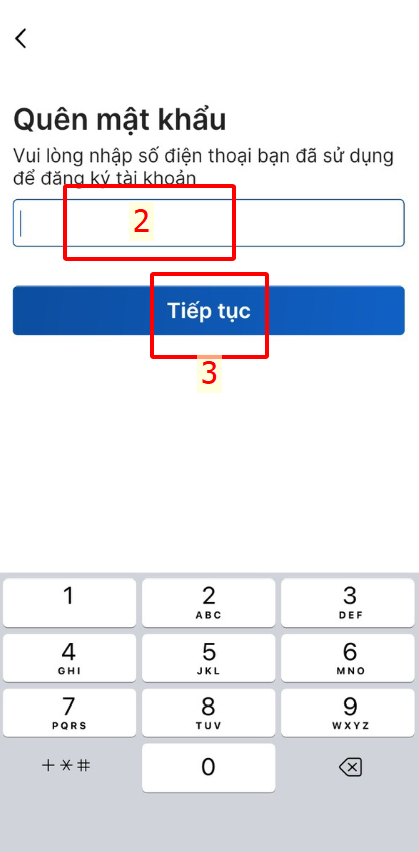 Quên mật khẩu
Vui lòng nhập số điện thoại bạn đã sử dụng
để đăng ký tài khoản
2
Tiếp tục
3
1
2
ABC
3
DEF
4
GHI
5
JKL
6
MNO
7
PQRS
8
TUV
9
WXYZ
+*#
0